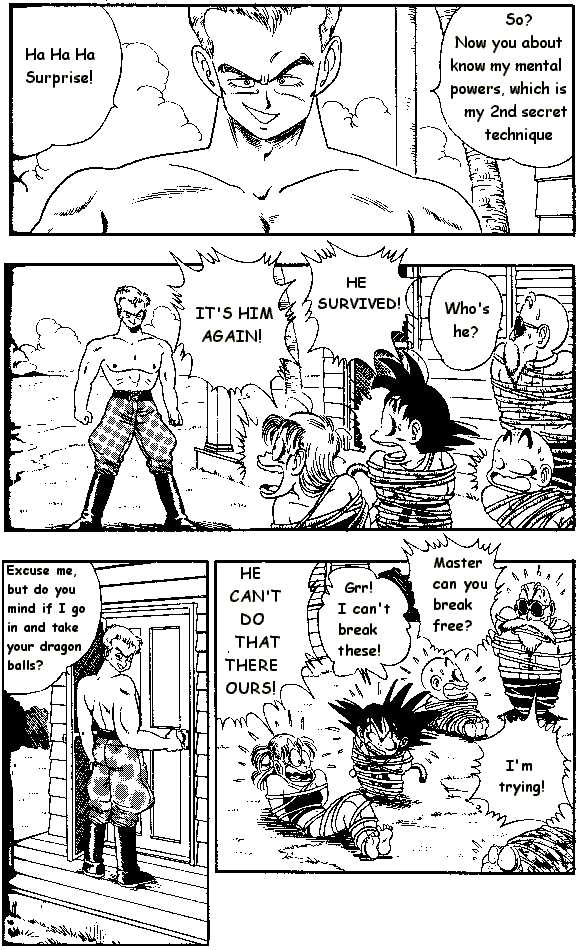 Ha Ha Ha
Surprise!
So?
Now you about
know my mental
powers, which is
my 2nd secret
technique
IT'S HIM
AGAIN!
HE
SURVIVED!
Who's
he?
Excuse me,
but do you
mind if I go
in and take
your dragon
balls?
HE
CAN'T
DO
THAT
THERE
OURS!
Grr!
I can't
break
these!
Master
can you
break
free?
I'm
trying!